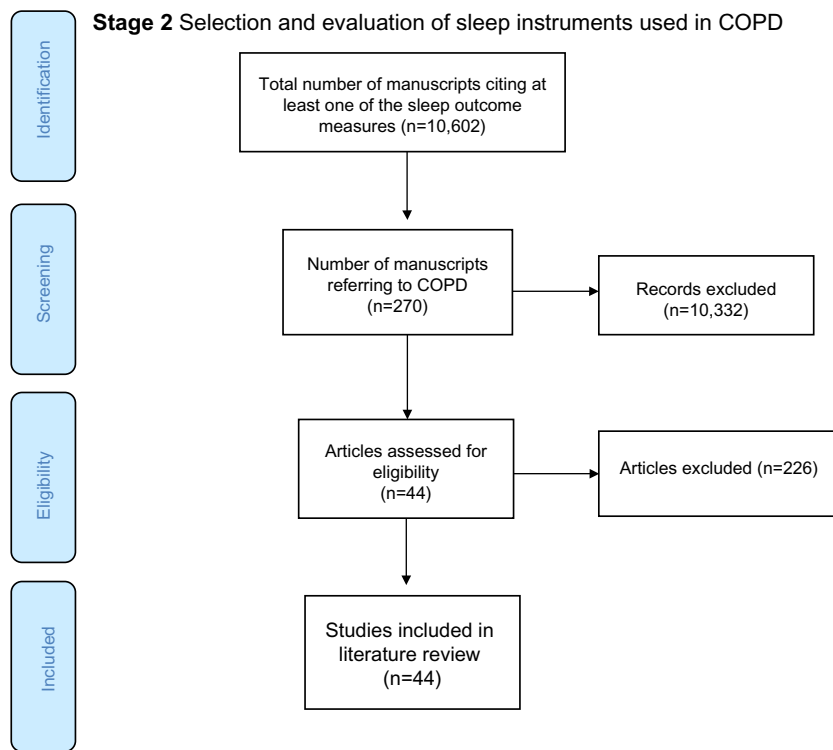 Stage 2 Selection and evaluation of sleep instruments used in COPD
Identification
Total number of manuscripts citing at
least one of the sleep outcome
measures (n=10,602)
Screening
Number of manuscripts
referring to COPD
(n=270)
Records excluded
(n=10,332)
Eligibility
Articles assessed for
eligibility
(n=44)
Articles excluded (n=226)
Included
Studies included in
literature review
(n=44)